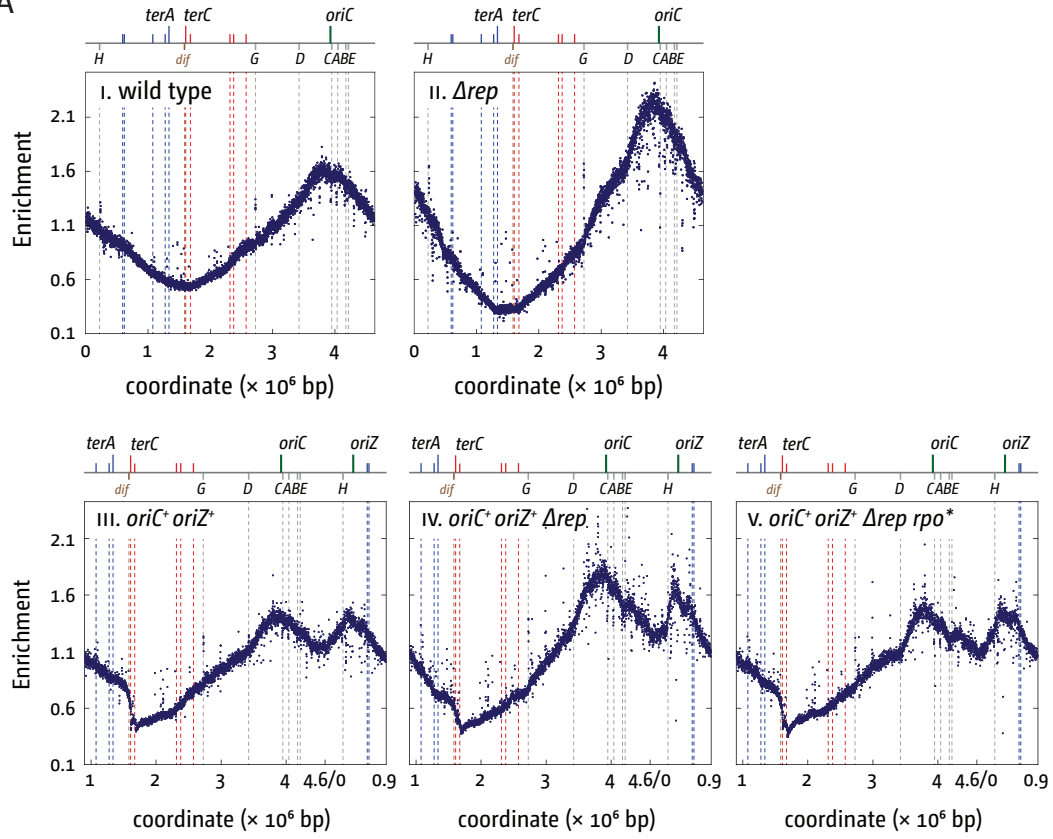 A
terA terC oriC
terA terC oriC
H dif G D CABE
H dif G D CABE
I. wild type
II. Δrep
Enrichment
2.1
1.6
1.1
0.6
0.1
0 1 2 3 4
0 1 2 3 4
coordinate (× 10⁶ bp)
coordinate (× 10⁶ bp)
terA terC oriC oriZ
terA terC oriC oriZ
terA terC oriC oriZ
dif G D CABE H
dif G D CABE H
dif G D CABE H
III. oriC⁺ oriZ⁺
IV. oriC⁺ oriZ⁺ Δrep
V. oriC⁺ oriZ⁺ Δrep rpo*
Enrichment
2.1
1.6
1.1
0.6
0.1
1 2 3 4 4.6/0 0.9
1 2 3 4 4.6/0 0.9
1 2 3 4 4.6/0 0.9
coordinate (× 10⁶ bp)
coordinate (× 10⁶ bp)
coordinate (× 10⁶ bp)